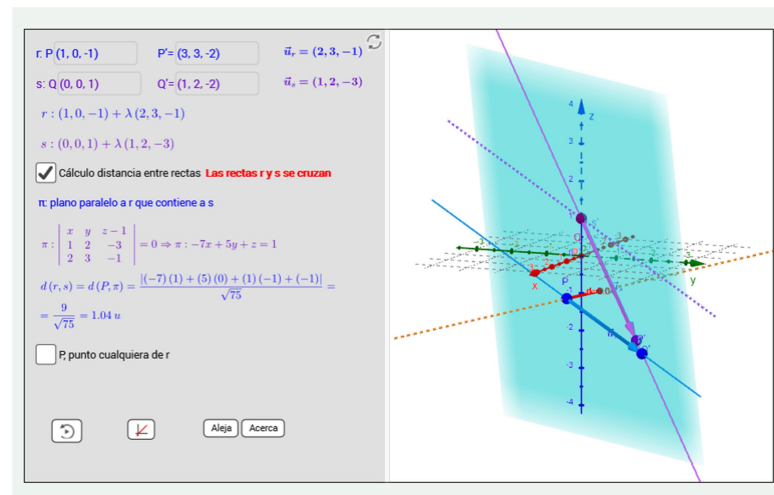 r: P (1, 0, -1) P'= (3, 3, -2) u⃗ᵣ = (2, 3, −1)
s: Q (0, 0, 1) Q'= (1, 2, -2) u⃗ₛ = (1, 2, −3)
r : (1, 0, −1) + λ (2, 3, −1)
s : (0, 0, 1) + λ (1, 2, −3)
Cálculo distancia entre rectas Las rectas r y s se cruzan
π: plano paralelo a r que contiene a s
π : | x y z − 1 |
| 1 2 −3 | = 0 ⇒ π : −7x + 5y + z = 1
| 2 3 −1 |
d (r, s) = d (P, π) = |(−7) (1) + (5) (0) + (1) (−1) + (−1)| / √75 =
= 9 / √75 = 1.04 u
P, punto cualquiera de r
Aleja Acerca
4
z
3
2
P
x
y
-2
-3
-4